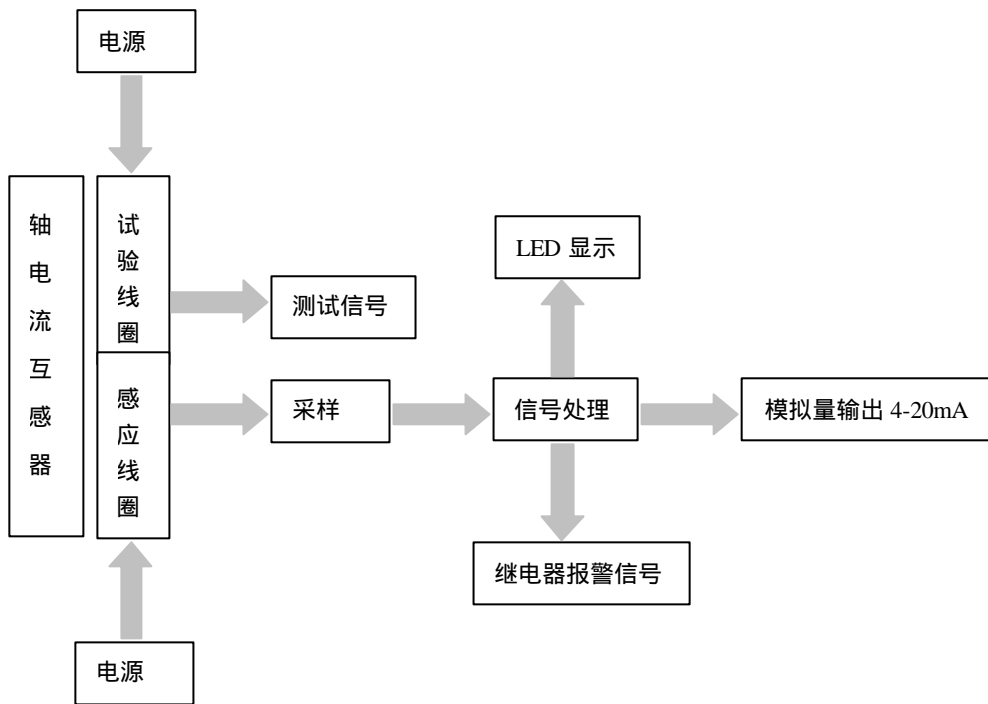 电源
轴电流互感器
试验线圈
感应线圈
LED 显示
测试信号
采样
信号处理
模拟量输出 4-20mA
继电器报警信号
电源